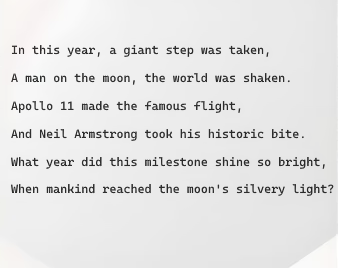 In this year, a giant step was taken,
A man on the moon, the world was shaken.
Apollo 11 made the famous flight,
And Neil Armstrong took his historic bite.
What year did this milestone shine so bright,
When mankind reached the moon's silvery light?